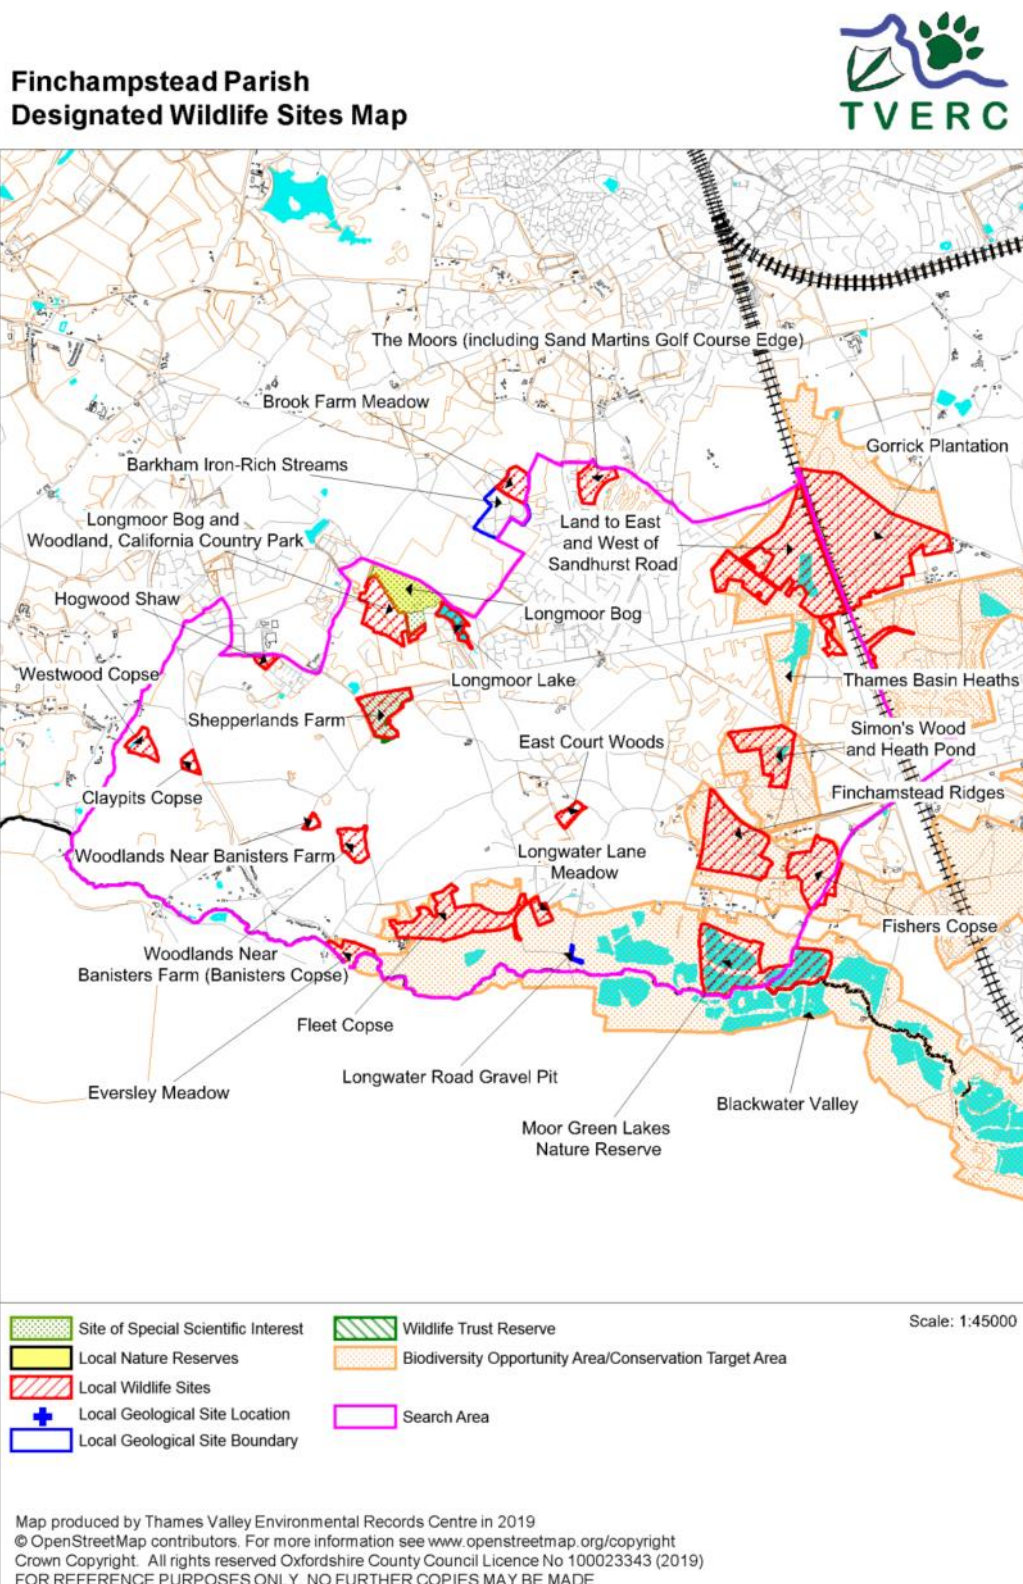 Finchampstead Parish
Designated Wildlife Sites Map
TVERC
The Moors (including Sand Martins Golf Course Edge)
Brook Farm Meadow
Gorrick Plantation
Barkham Iron-Rich Streams
Longmoor Bog and
Woodland, California Country Park
Land to East
and West of
Sandhurst Road
Hogwood Shaw
Longmoor Bog
Westwood Copse
Longmoor Lake
Thames Basin Heaths
Shepperlands Farm
East Court Woods
Simon's Wood
and Heath Pond
Claypits Copse
Finchamstead Ridges
Woodlands Near Banisters Farm
Longwater Lane
Meadow
Fishers Copse
Woodlands Near
Banisters Farm (Banisters Copse)
Fleet Copse
Longwater Road Gravel Pit
Eversley Meadow
Blackwater Valley
Moor Green Lakes
Nature Reserve
Scale: 1:45000
Site of Special Scientific Interest
Local Nature Reserves
Local Wildlife Sites
Local Geological Site Location
Local Geological Site Boundary
Wildlife Trust Reserve
Biodiversity Opportunity Area/Conservation Target Area
Search Area
Map produced by Thames Valley Environmental Records Centre in 2019
© OpenStreetMap contributors. For more information see www.openstreetmap.org/copyright
Crown Copyright. All rights reserved Oxfordshire County Council Licence No 100023343 (2019)
FOR REFERENCE PURPOSES ONLY. NO FURTHER COPIES MAY BE MADE